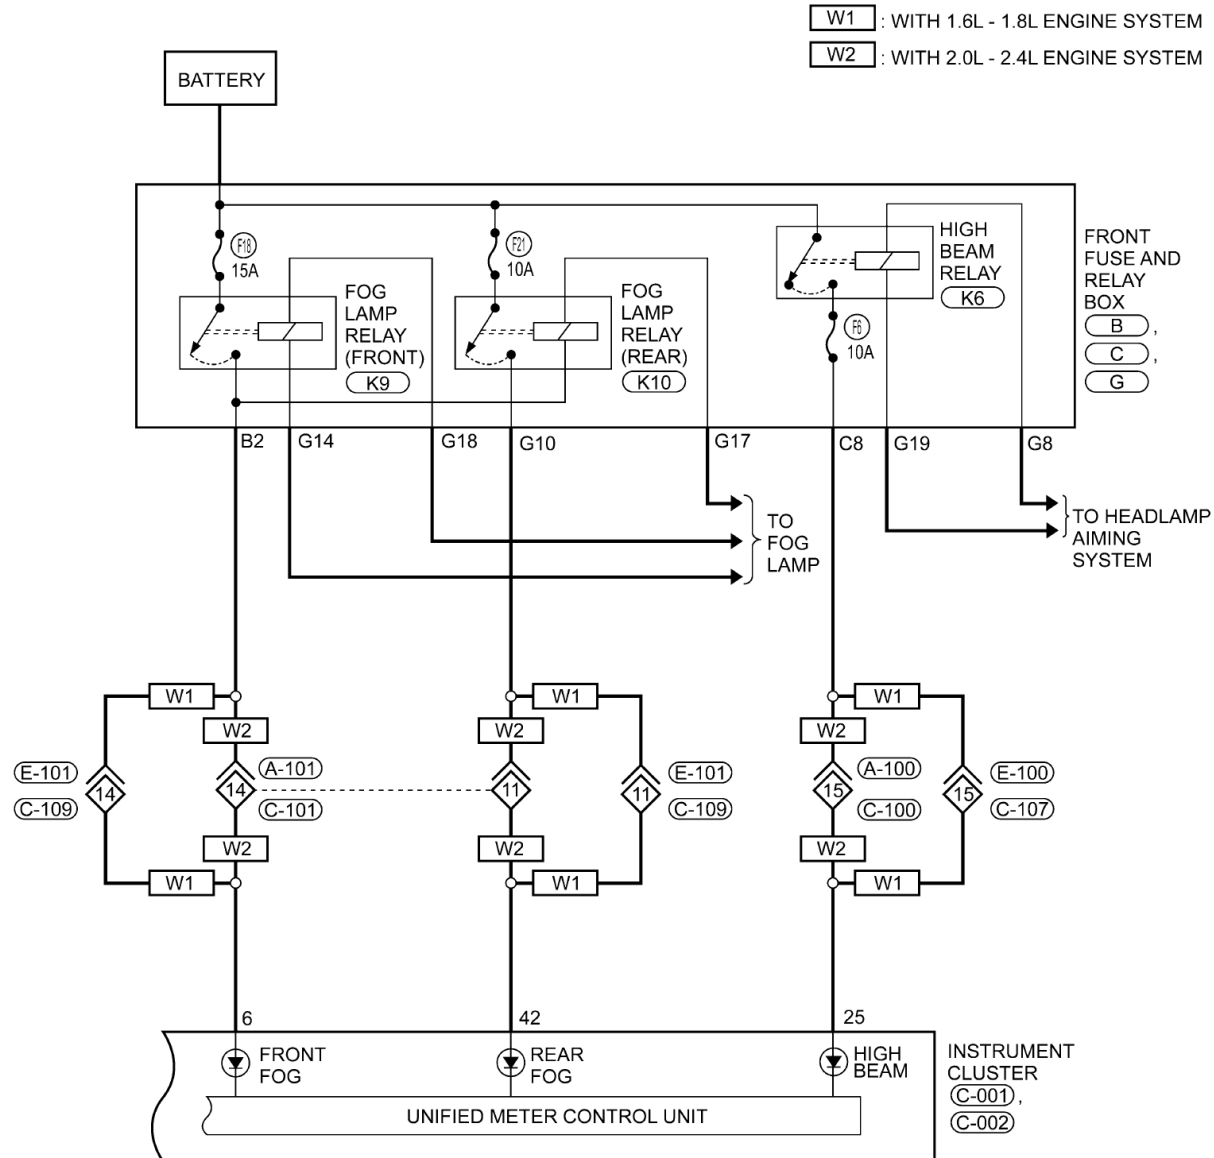 W1 : WITH 1.6L - 1.8L ENGINE SYSTEM
W2 : WITH 2.0L - 2.4L ENGINE SYSTEM
BATTERY
F18
15A
FOG
LAMP
RELAY
(FRONT)
K9
F21
10A
FOG
LAMP
RELAY
(REAR)
K10
HIGH
BEAM
RELAY
K6
F6
10A
FRONT
FUSE AND
RELAY
BOX
B ,
C ,
G
B2 G14 G18 G10 G17 C8 G19 G8
TO
FOG
LAMP
TO HEADLAMP
AIMING
SYSTEM
W1 W1 W1
W2 W2 W2
E-101 A-101 E-101 A-100 E-100
14 14 11 11 15 15
C-109 C-101 C-109 C-100 C-107
W2 W2 W2
W1 W1 W1
6 42 25
FRONT
FOG
REAR
FOG
HIGH
BEAM
INSTRUMENT
CLUSTER
C-001 ,
C-002
UNIFIED METER CONTROL UNIT